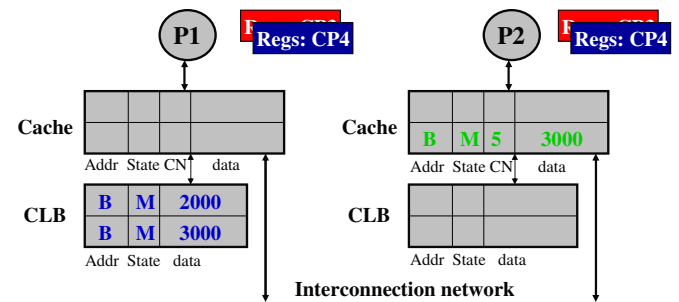 P1
Regs: CP4
P2
Regs: CP4
Cache
Addr State CN data
CLB
B M 2000
B M 3000
Addr State data
Cache
B M 5 3000
Addr State CN data
CLB
Addr State data
Interconnection network